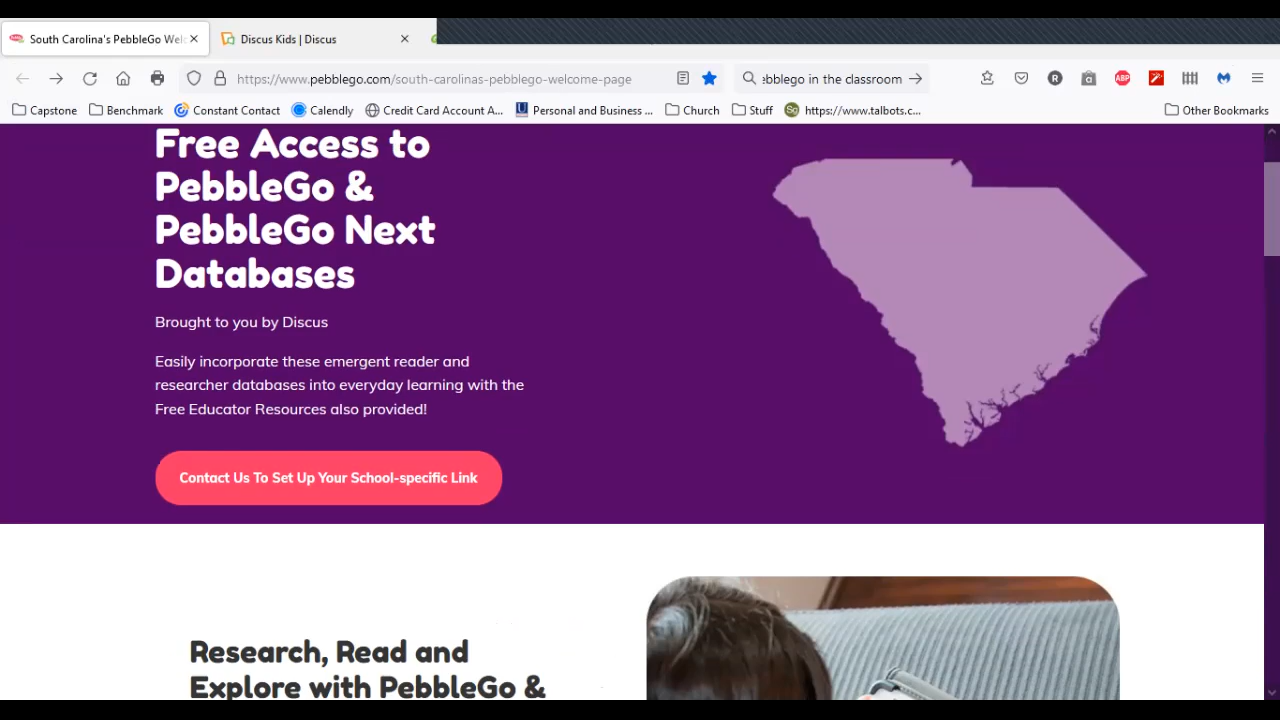 South Carolina's PebbleGo Wel
Discus Kids | Discus
https://www.pebblego.com/south-carolinas-pebblego-welcome-page
ebblego in the classroom
Capstone
Benchmark
Constant Contact
Calendly
Credit Card Account A...
Personal and Business ...
Church
Stuff
https://www.talbots.c...
Other Bookmarks
Free Access to
PebbleGo &
PebbleGo Next
Databases
Brought to you by Discus
Easily incorporate these emergent reader and
researcher databases into everyday learning with the
Free Educator Resources also provided!
Contact Us To Set Up Your School-specific Link
Research, Read and
Explore with PebbleGo &